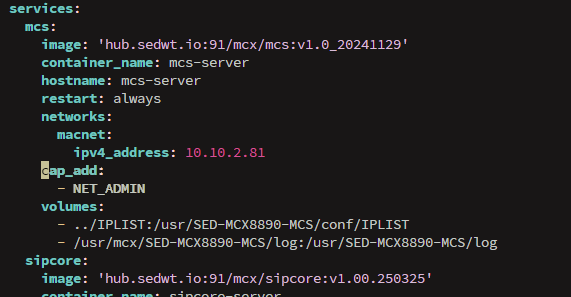 services:
  mcs:
    image: 'hub.sedwt.io:91/mcx/mcs:v1.0_20241129'
    container_name: mcs-server
    hostname: mcs-server
    restart: always
    networks:
      macnet:
        ipv4_address: 10.10.2.81
    cap_add:
      - NET_ADMIN
    volumes:
      - ../IPLIST:/usr/SED-MCX8890-MCS/conf/IPLIST
      - /usr/mcx/SED-MCX8890-MCS/log:/usr/SED-MCX8890-MCS/log
  sipcore:
    image: 'hub.sedwt.io:91/mcx/sipcore:v1.00.250325'
    container_name: sipcore-server